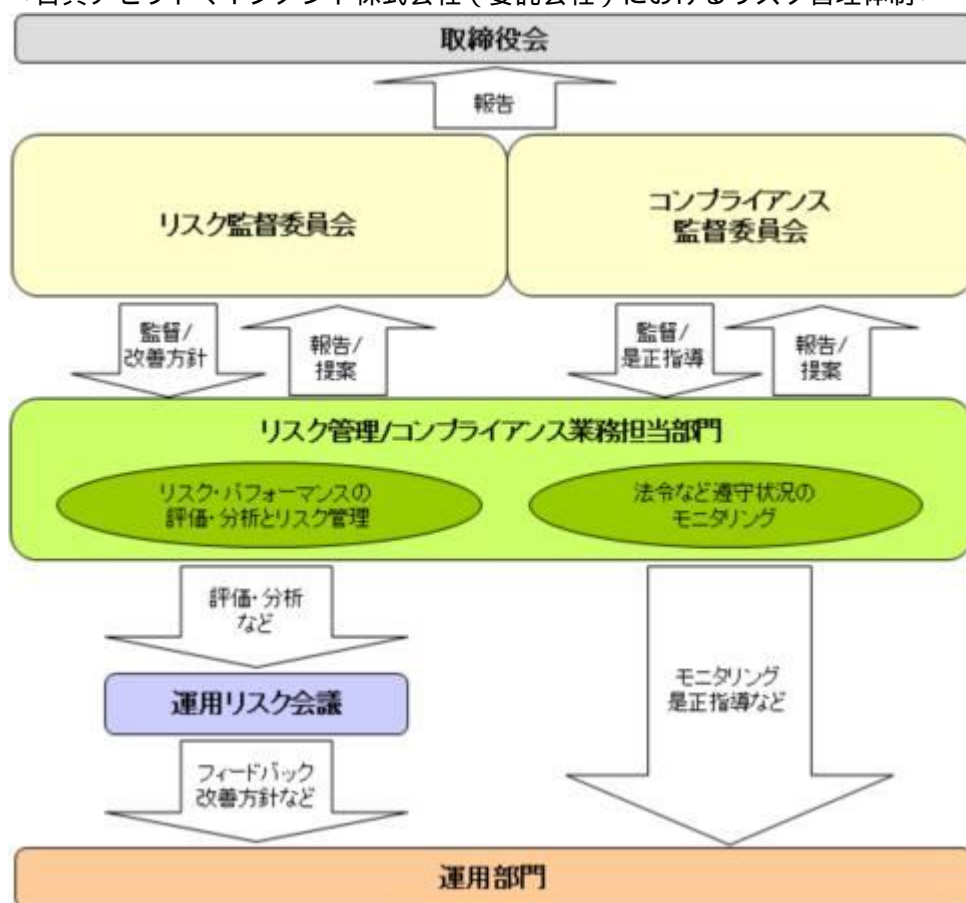 取締役会
報告
リスク監督委員会
コンプライアンス
監督委員会
監督/
改善方針
報告/
提案
監督/
是正指導
報告/
提案
リスク管理/コンプライアンス業務担当部門
リスク・パフォーマンスの
評価・分析とリスク管理
法令など遵守状況の
モニタリング
評価・分析
など
運用リスク会議
モニタリング
是正指導など
フィードバック
改善方針など
運用部門